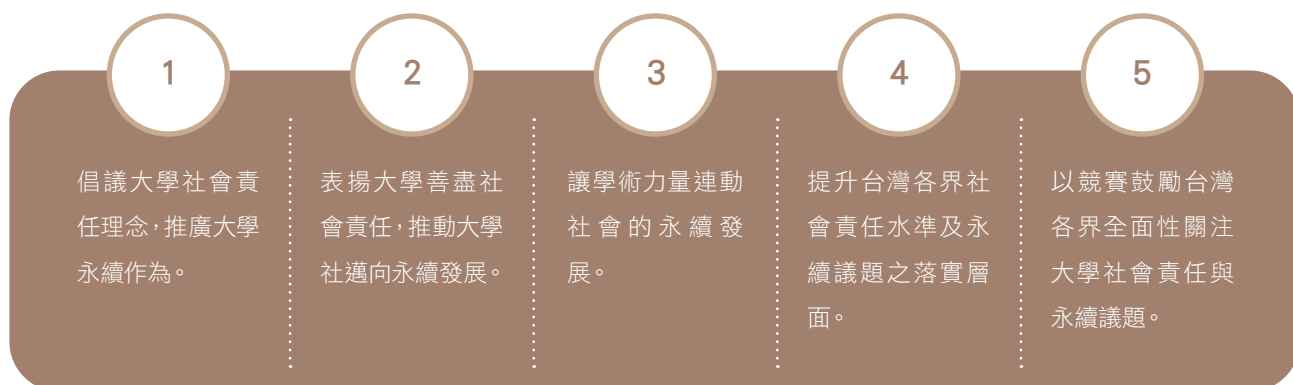 1
倡議大學社會責
任理念，推廣大學
永續作為。
2
表揚大學善盡社
會責任，推動大學
社邁向永續發展。
3
讓學術力量連動
社會的永續發
展。
4
提升台灣各界社
會責任水準及永
續議題之落實層
面。
5
以競賽鼓勵台灣
各界全面性關注
大學社會責任與
永續議題。